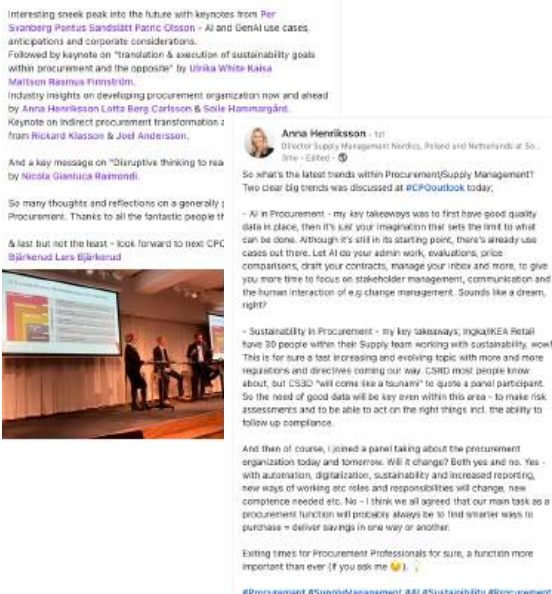 Interesting sneek peak into the future with keynotes from Per
Svanberg Pontus Sandslätt Patric Olsson - AI and GenAI use cases,
anticipations and corporate considerations.
Followed by keynote on "translation & execution of sustainability goals
within procurement and the opposite" by Ulrika White Kaisa
Mattson Rasmus Finnström.
Industry insights on developing procurement organization now and ahead
by Anna Henriksson Lotta Berg Carlsson & Soile Hammargård.
Keynote on Indirect procurement transformation
from Rickard Klasson & Joel Andersson.
And a key message on "Disruptive thinking to rea
by Nicola Gianluca Raimondi.
So many thoughts and reflections on a generally
Procurement. Thanks to all the fantastic people th
& last but not the least - look forward to next CPO
Bjärkerud Lars Bjärkerud
Anna Henriksson · 1st
Director Supply Management Nordics, Poland and Netherlands at So...
9mo · Edited ·
So what's the latest trends within Procurement/Supply Management?
Two clear big trends was discussed at #CPOoutlook today;
- AI in Procurement - my key takeaways was to first have good quality
data in place, then it's just your imagination that sets the limit to what
can be done. Although it's still in its starting point, there's already use
cases out there. Let AI do your admin work, evaluations, price
comparisons, draft your contracts, manage your inbox and more, to give
you more time to focus on stakeholder management, communication and
the human interaction of e.g change management. Sounds like a dream,
right?
- Sustainability in Procurement - my key takeaways; Ingka/IKEA Retail
have 30 people within their Supply team working with sustainability, wow!
This is for sure a fast increasing and evolving topic with more and more
regulations and directives coming our way. CSRD most people know
about, but CS3D "will come like a tsunami" to quote a panel participant.
So the need of good data will be key even within this area - to make risk
assessments and to be able to act on the right things incl. the ability to
follow up compliance.
And then of course, I joined a panel taking about the procurement
organization today and tomorrow. Will it change? Both yes and no. Yes -
with automation, digitalization, sustainability and increased reporting,
new ways of working etc roles and responsibilities will change, new
competence needed etc. No - I think we all agreed that our main task as a
procurement function will probably always be to find smarter ways to
purchase = deliver savings in one way or another.
Exiting times for Procurement Professionals for sure, a function more
important than ever (if you ask me 😉).
#Procurement #SupplyManagement #AI #Sustainibility #Procurement